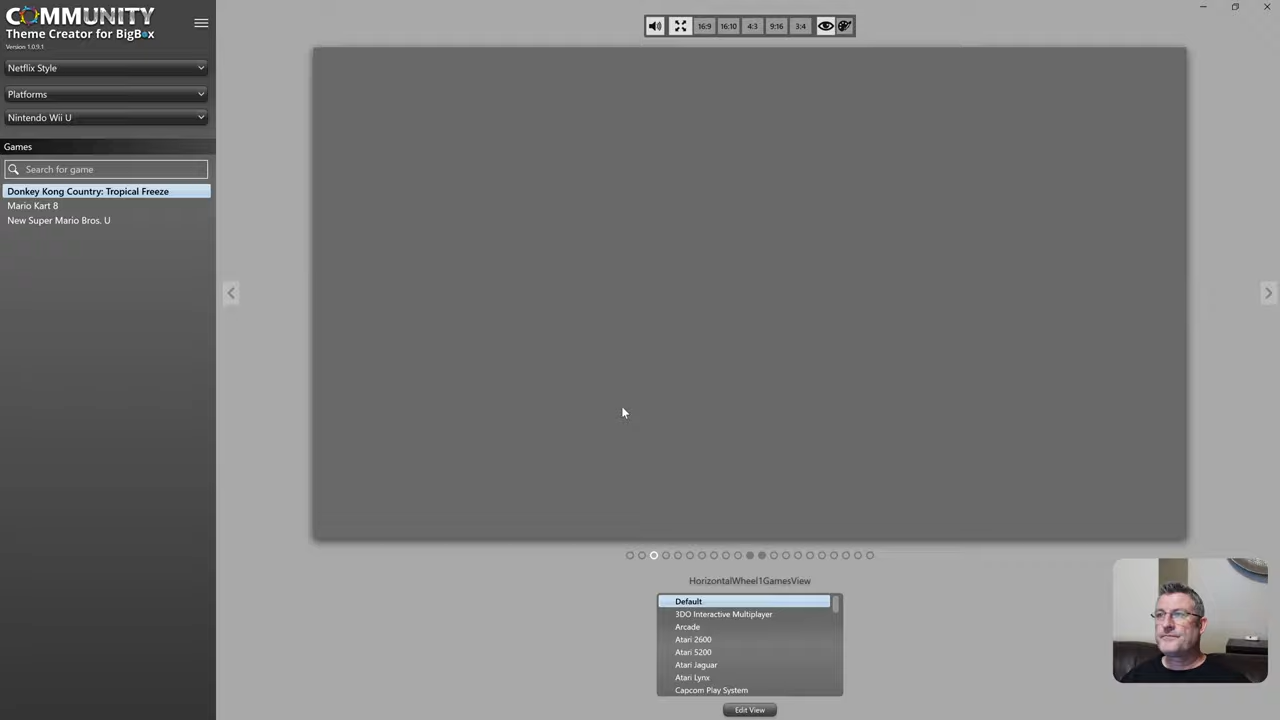 COMMUNITY
Theme Creator for BigBox
Version 1.0.9.1
Netflix Style
Platforms
Nintendo Wii U
Games
Search for game
Donkey Kong Country: Tropical Freeze
Mario Kart 8
New Super Mario Bros. U
16:9
16:10
4:3
9:16
3:4
HorizontalWheel1GamesView
Default
3DO Interactive Multiplayer
Arcade
Atari 2600
Atari 5200
Atari Jaguar
Atari Lynx
Capcom Play System
Edit View